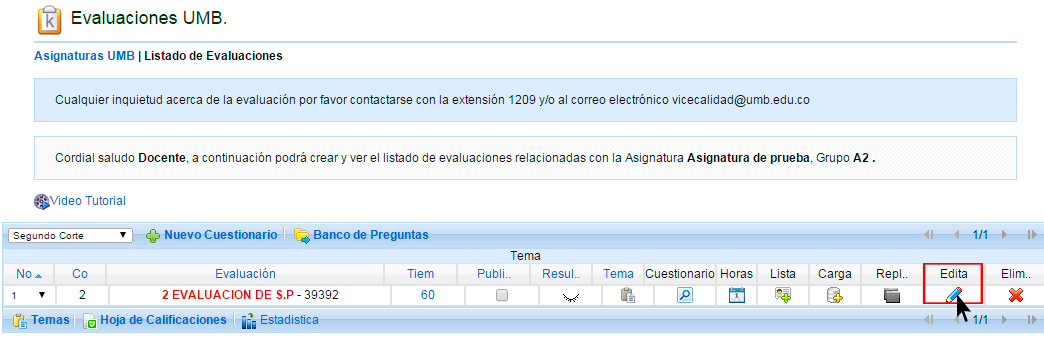 Evaluaciones UMB.
Asignaturas UMB | Listado de Evaluaciones
Cualquier inquietud acerca de la evaluación por favor contactarse con la extensión 1209 y/o al correo electrónico vicecalidad@umb.edu.co
Cordial saludo Docente, a continuación podrá crear y ver el listado de evaluaciones relacionadas con la Asignatura Asignatura de prueba, Grupo A2 .
Video Tutorial
Segundo Corte Nuevo Cuestionario Banco de Preguntas 1/1
Tema
No Co Evaluación Tiem Publi.. Resul.. Tema Cuestionario Horas Lista Carga Repl.. Edita Elim..
1 2 2 EVALUACION DE S.P - 39392 60
Temas Hoja de Calificaciones Estadistica 1/1